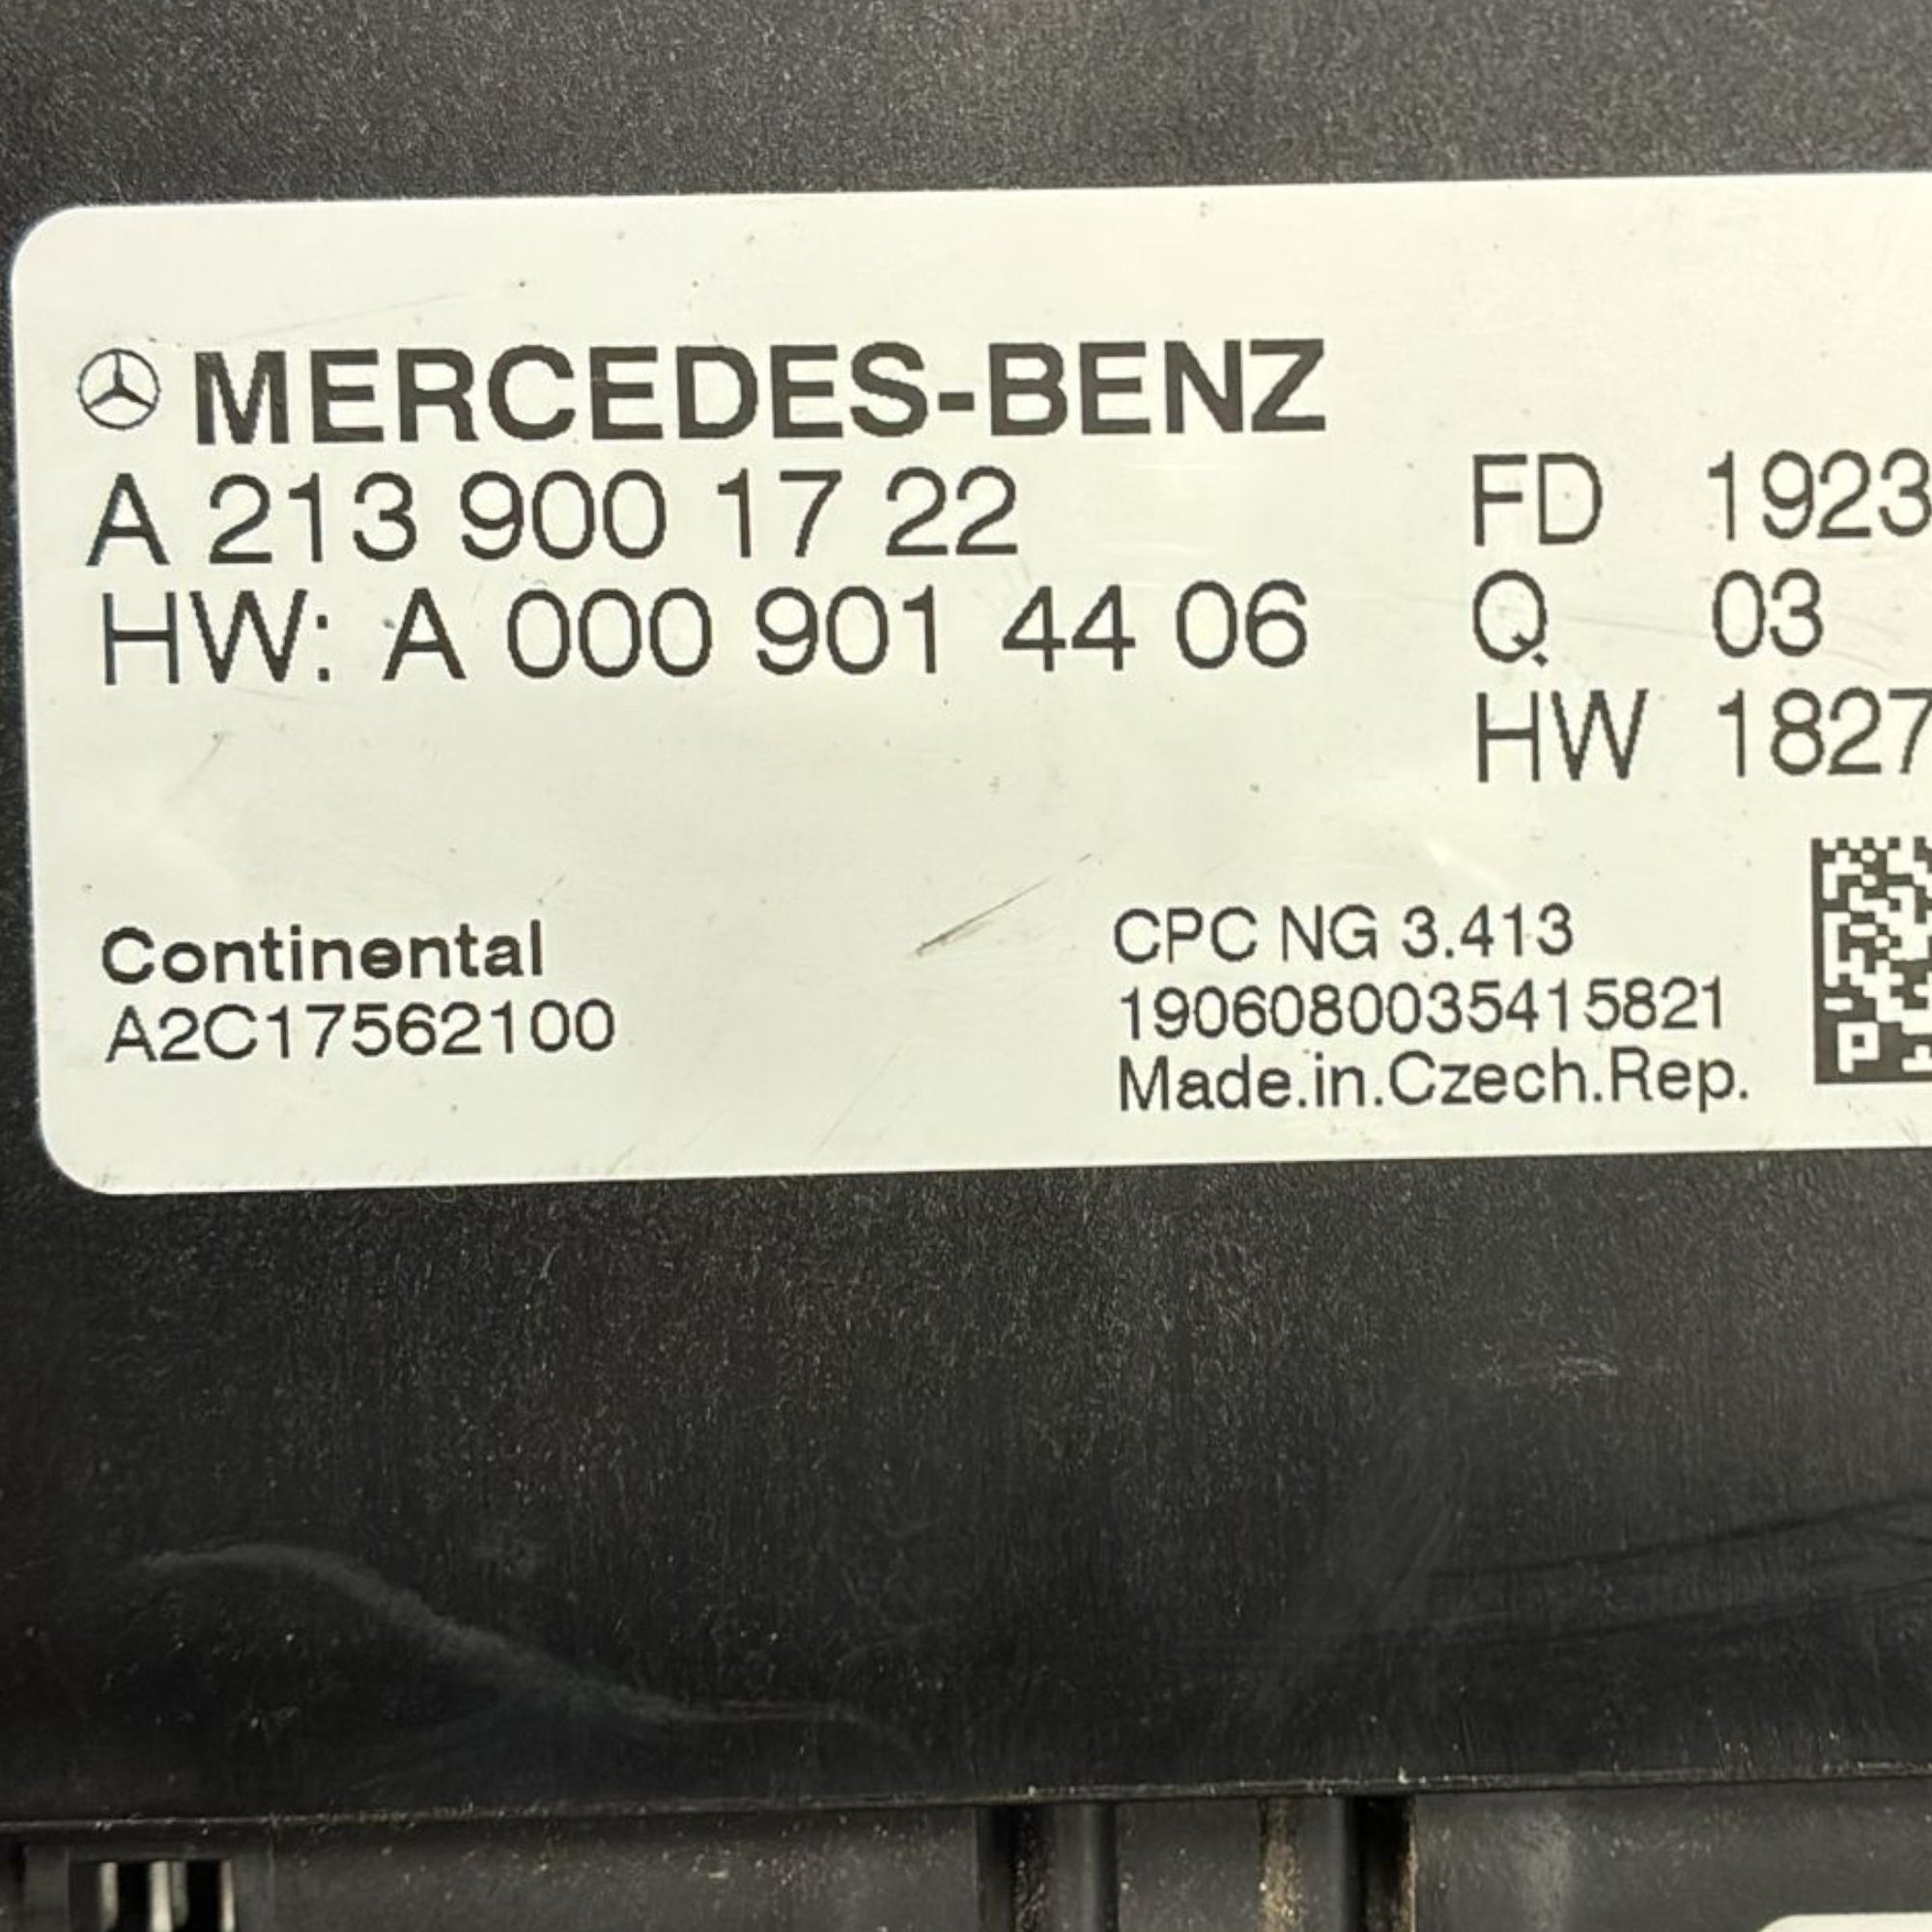 MERCEDES-BENZ
A 213 900 17 22
HW: A 000 901 44 06
FD 1923
Q 03
HW 1827
Continental
A2C17562100
CPC NG 3.413
1906080035415821
Made.in.Czech.Rep.